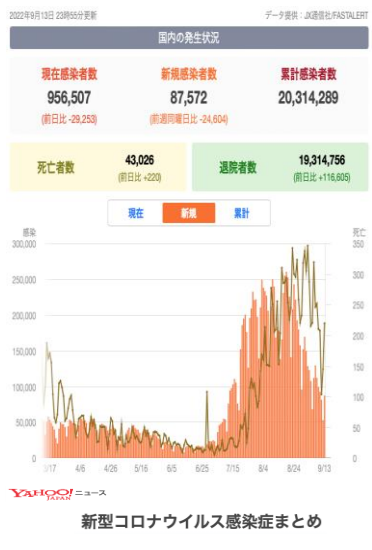 2022年9月13日 23時55分更新
データ提供：JX通信社/FASTALERT
国内の発生状況
現在感染者数 新規感染者数 累計感染者数
956,507 87,572 20,314,289
(前日比 -29,253) (前週同曜日比 -24,604)
死亡者数 43,026 (前日比 +220)
退院者数 19,314,756 (前日比 +116,605)
現在 新規 累計
感染 死亡
300,000 350
250,000 300
200,000 250
150,000 200
100,000 150
50,000 100
0 50
0
3/17 4/6 4/26 5/16 6/5 6/25 7/15 8/4 8/24 9/13
YAHOO! JAPAN ニュース
新型コロナウイルス感染症まとめ